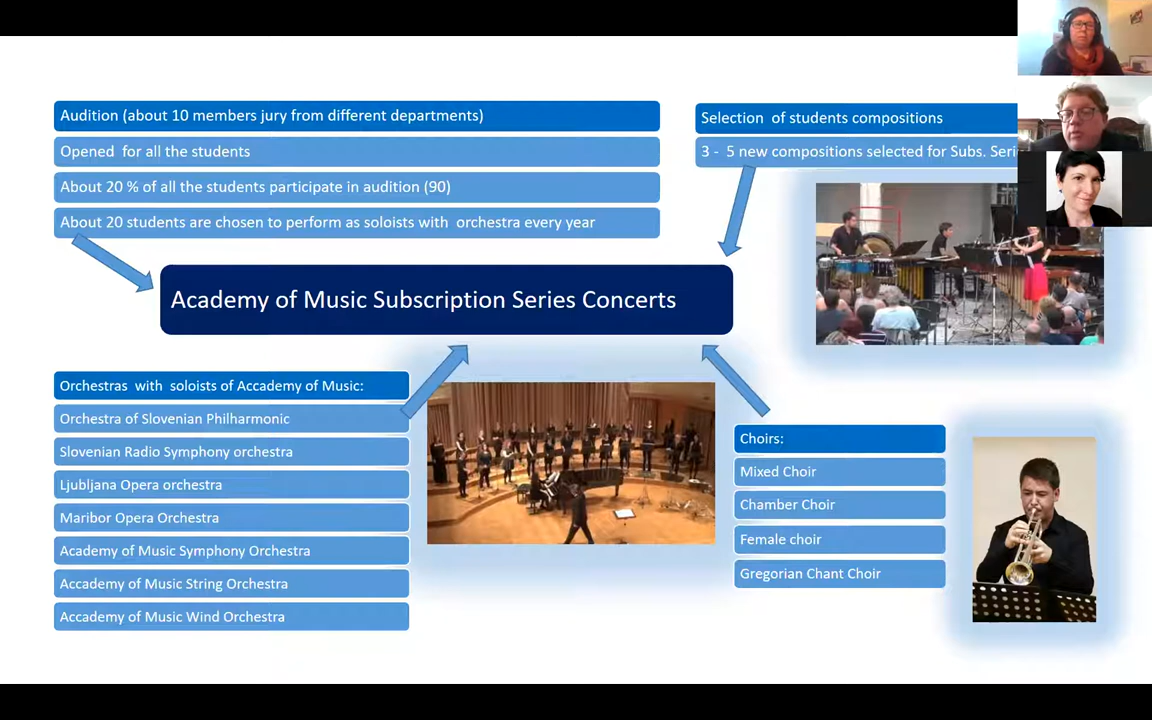 Audition (about 10 members jury from different departments)
Opened for all the students
About 20 % of all the students participate in audition (90)
About 20 students are chosen to perform as soloists with orchestra every year
Selection of students compositions
3 - 5 new compositions selected for Subs. Seri
Academy of Music Subscription Series Concerts
Orchestras with soloists of Accademy of Music:
Orchestra of Slovenian Philharmonic
Slovenian Radio Symphony orchestra
Ljubljana Opera orchestra
Maribor Opera Orchestra
Academy of Music Symphony Orchestra
Accademy of Music String Orchestra
Accademy of Music Wind Orchestra
Choirs:
Mixed Choir
Chamber Choir
Female choir
Gregorian Chant Choir